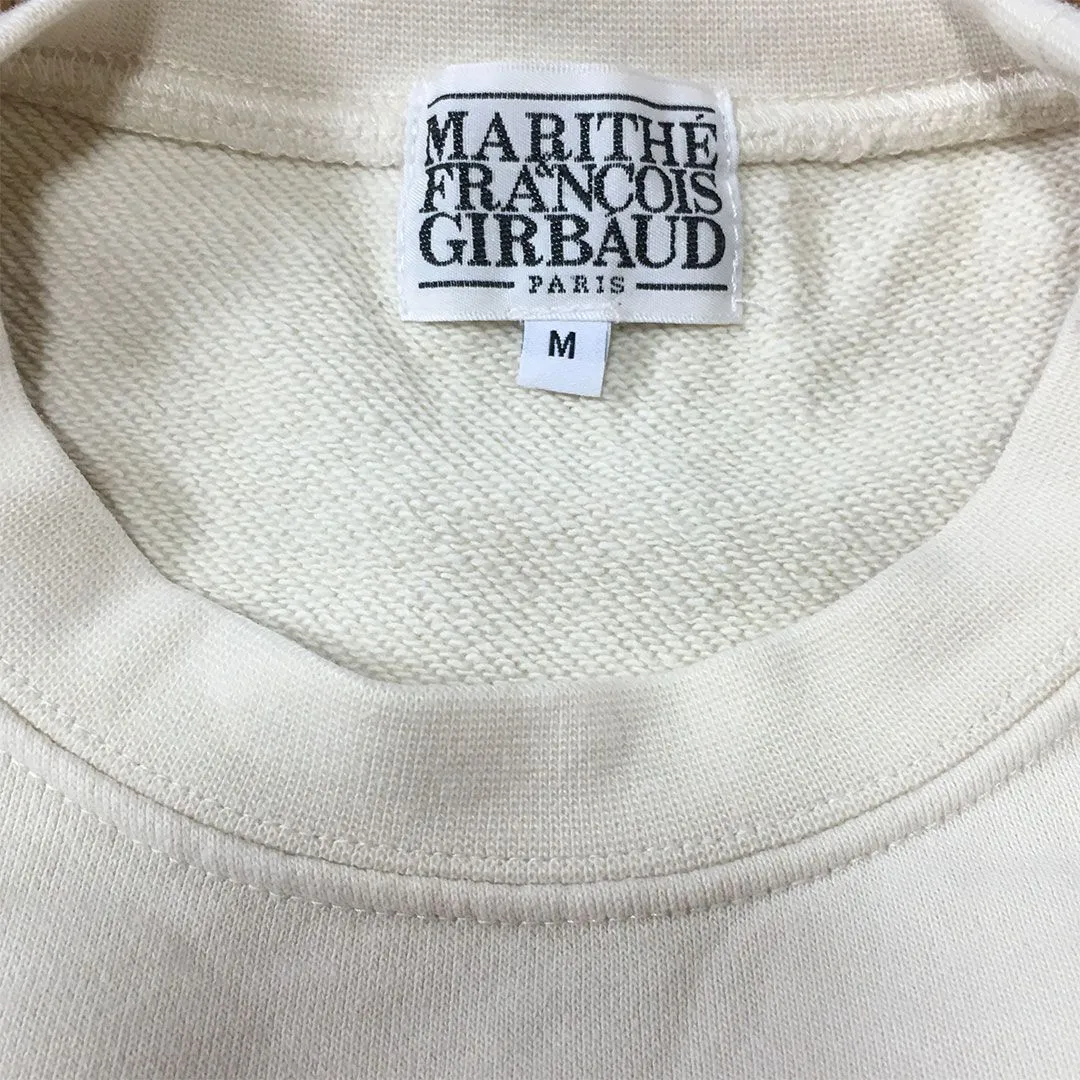 MARITHÉ
&
FRANÇOIS
GIRBAUD
PARIS
M